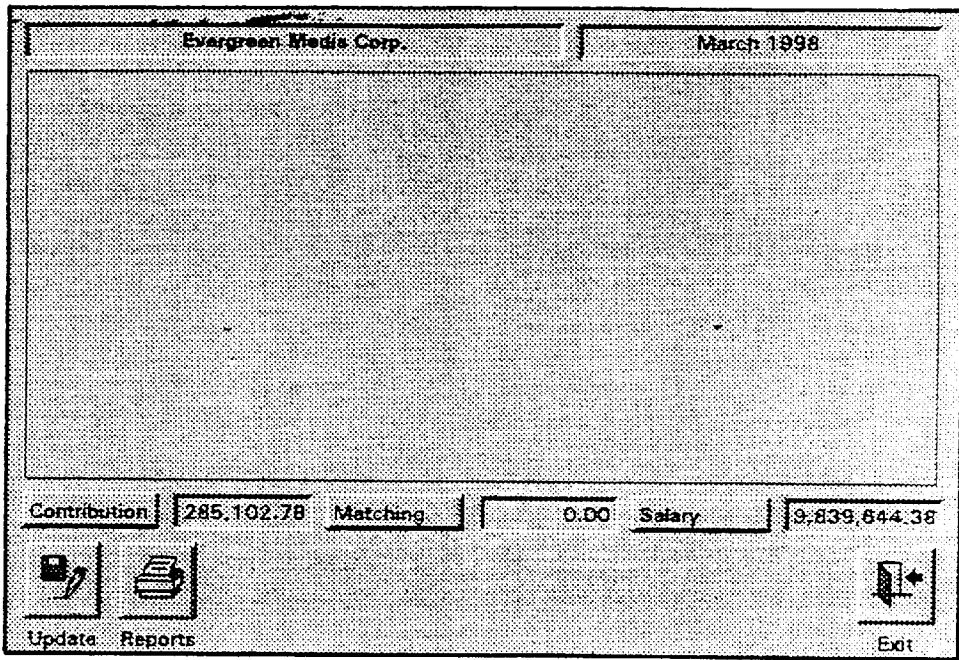 Evergreen Media Corp. March 1998
Contribution 285,102.78 Matching 0.00 Salary 9,839,644.38
Update Reports Exit